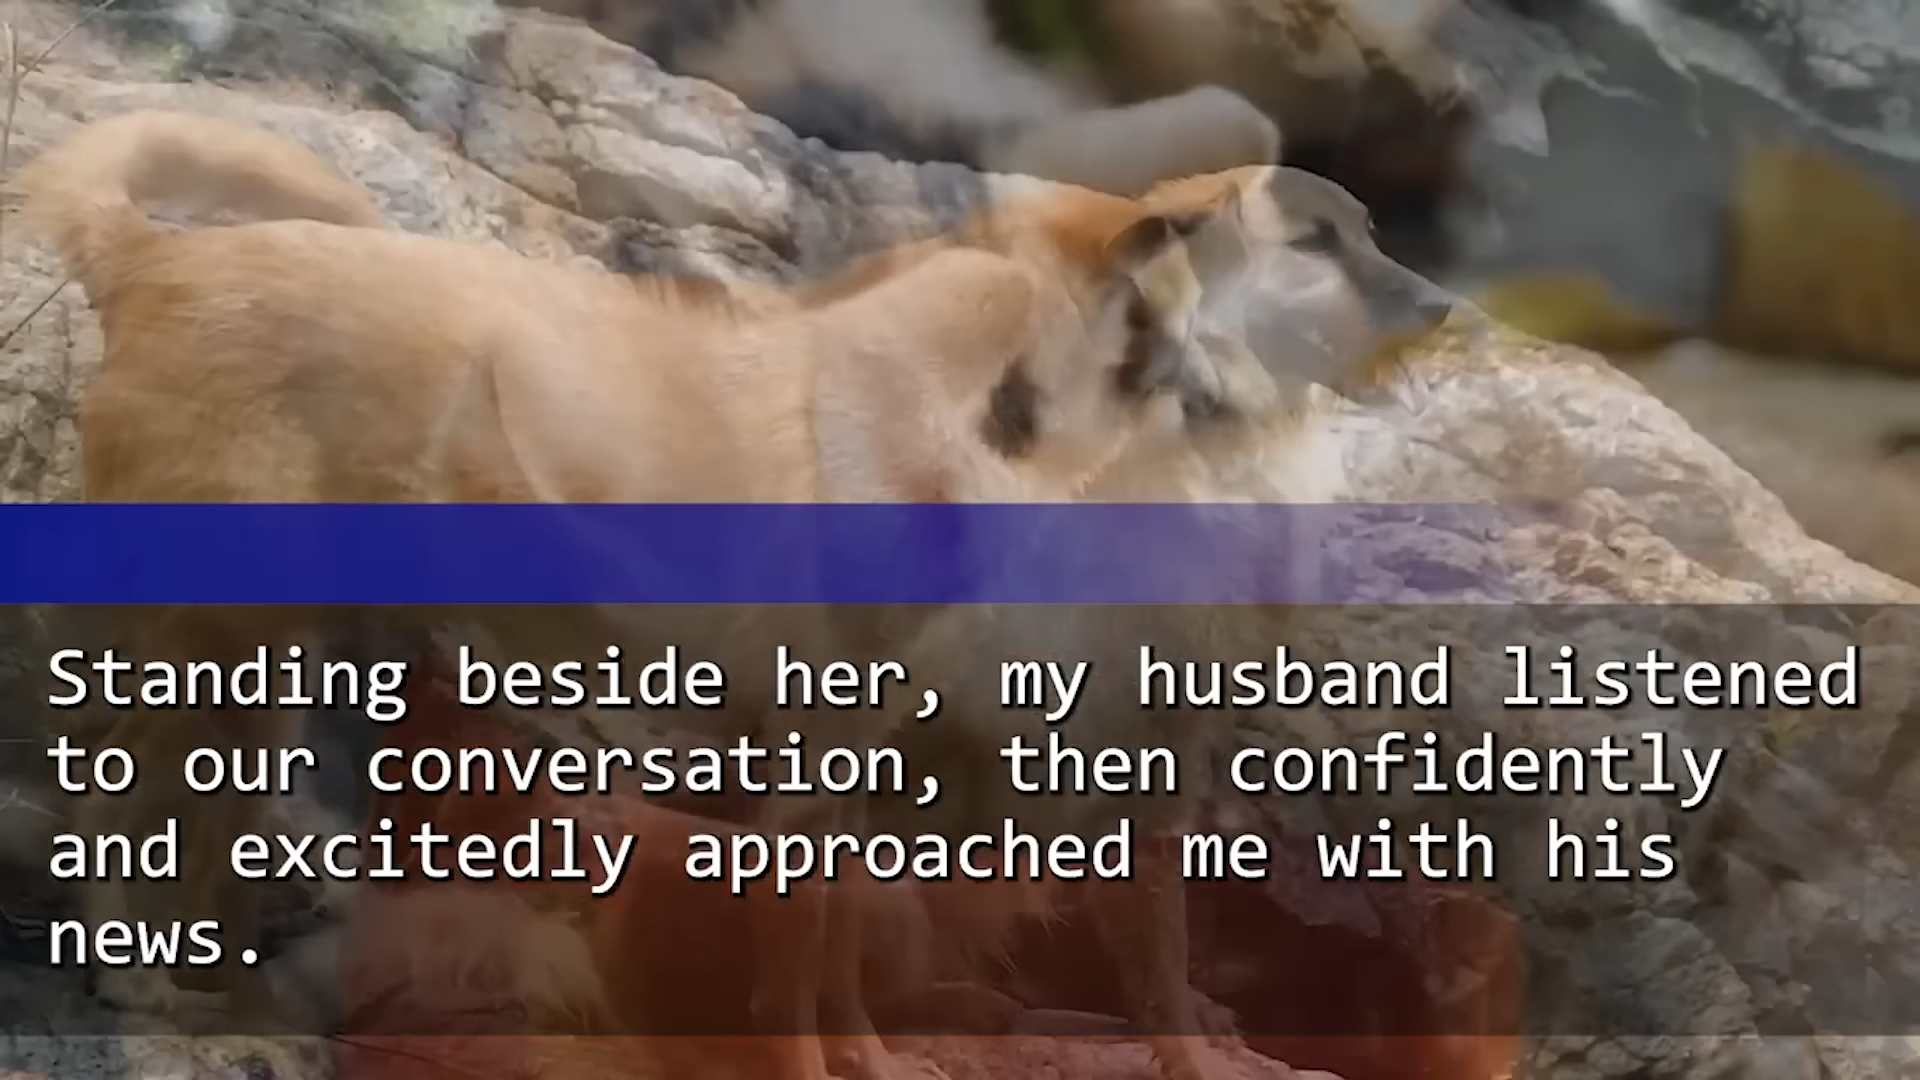 Standing beside her, my husband listened
to our conversation, then confidently
and excitedly approached me with his
news.